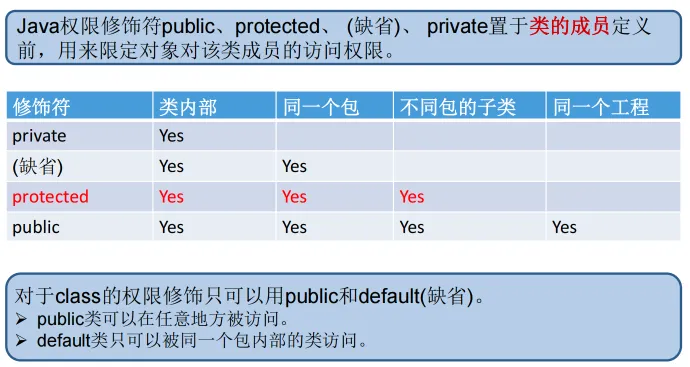 Java权限修饰符public、protected、 (缺省)、 private置于类的成员定义
前，用来限定对象对该类成员的访问权限。
修饰符 类内部 同一个包 不同包的子类 同一个工程
private Yes
(缺省) Yes Yes
protected Yes Yes Yes
public Yes Yes Yes Yes
对于class的权限修饰只可以用public和default(缺省)。
➢ public类可以在任意地方被访问。
➢ default类只可以被同一个包内部的类访问。